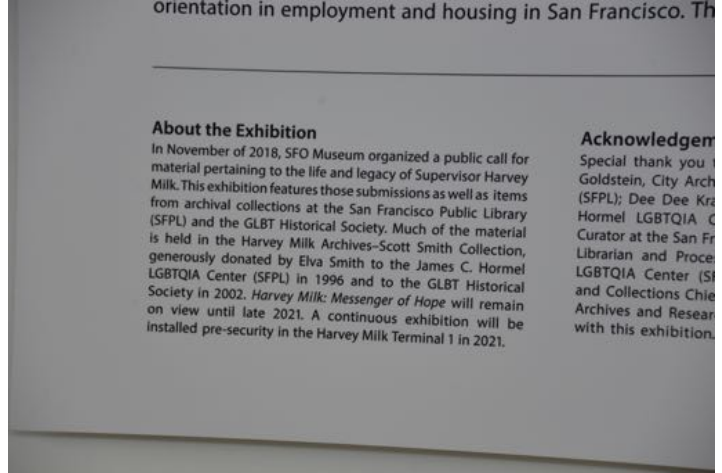 orientation in employment and housing in San Francisco. Th
About the Exhibition
In November of 2018, SFO Museum organized a public call for
material pertaining to the life and legacy of Supervisor Harvey
Milk. This exhibition features those submissions as well as items
from archival collections at the San Francisco Public Library
(SFPL) and the GLBT Historical Society. Much of the material
is held in the Harvey Milk Archives–Scott Smith Collection,
generously donated by Elva Smith to the James C. Hormel
LGBTQIA Center (SFPL) in 1996 and to the GLBT Historical
Society in 2002. Harvey Milk: Messenger of Hope will remain
on view until late 2021. A continuous exhibition will be
installed pre-security in the Harvey Milk Terminal 1 in 2021.
Acknowledgem
Special thank you
Goldstein, City Arch
(SFPL); Dee Dee Kra
Hormel LGBTQIA C
Curator at the San Fr
Librarian and Proce
LGBTQIA Center (SF
and Collections Chie
Archives and Resear
with this exhibition.